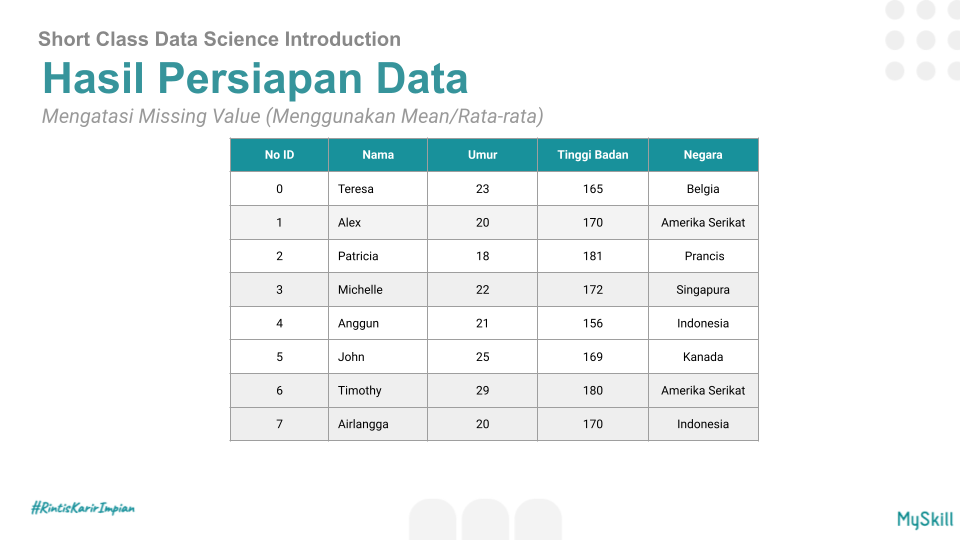 Short Class Data Science Introduction
Hasil Persiapan Data
Mengatasi Missing Value (Menggunakan Mean/Rata-rata)
No ID Nama Umur Tinggi Badan Negara
0 Teresa 23 165 Belgia
1 Alex 20 170 Amerika Serikat
2 Patricia 18 181 Prancis
3 Michelle 22 172 Singapura
4 Anggun 21 156 Indonesia
5 John 25 169 Kanada
6 Timothy 29 180 Amerika Serikat
7 Airlangga 20 170 Indonesia
#RintisKarirImpian
MySkill